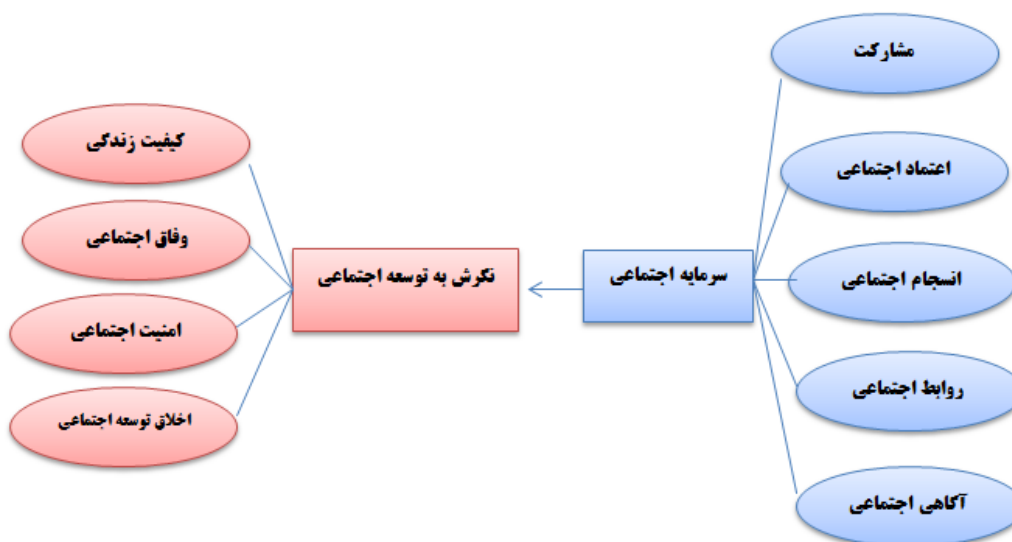 مشارکت
اعتماد اجتماعی
انسجام اجتماعی
روابط اجتماعی
آگاهی اجتماعی
سرمایه اجتماعی
نگرش به توسعه اجتماعی
کیفیت زندگی
وفاق اجتماعی
امنیت اجتماعی
اخلاق توسعه اجتماعی